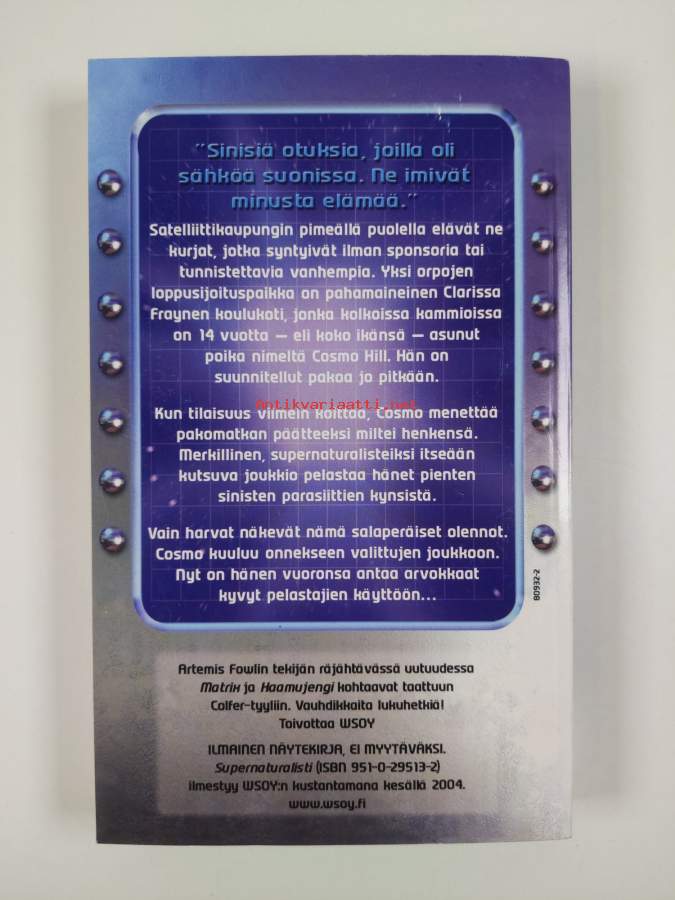 "Sinisiä otuksia, joilla oli
sähköä suonissa. Ne imivät
minusta elämää."
Satelliittikaupungin pimeällä puolella elävät ne
kurjat, jotka syntyivät ilman sponsoria tai
tunnistettavia vanhempia. Yksi orpojen
loppusijoituspaikka on pahamaineinen Clarissa
Fraynen koulukoti, jonka kolkoissa kammioissa
on 14 vuotta – eli koko ikänsä – asunut
poika nimeltä Cosmo Hill. Hän on
suunnitellut pakoa jo pitkään.
Antikvariaatti.net
Kun tilaisuus viimein koittaa, Cosmo menettää
pakomatkan päätteeksi miltei henkensä.
Merkillinen, supernaturalisteiksi itseään
kutsuva joukkio pelastaa hänet pienten
sinisten parasiittien kynsistä.
Vain harvat näkevät nämä salaperäiset olennot.
Cosmo kuuluu onnekseen valittujen joukkoon.
Nyt on hänen vuoronsa antaa arvokkaat
kyvyt pelastajien käyttöön...
80932-2
Artemis Fowlin tekijän räjähtävässä uutuudessa
Matrix ja Haamujengi kohtaavat taattuun
Colfer-tyyliin. Vauhdikkaita lukuhetkiä!
Toivottaa WSOY
ILMAINEN NÄYTEKIRJA, EI MYYTÄVÄKSI.
Supernaturalisti (ISBN 951-0-29513-2)
ilmestyy WSOY:n kustantamana kesällä 2004.
www.wsoy.fi